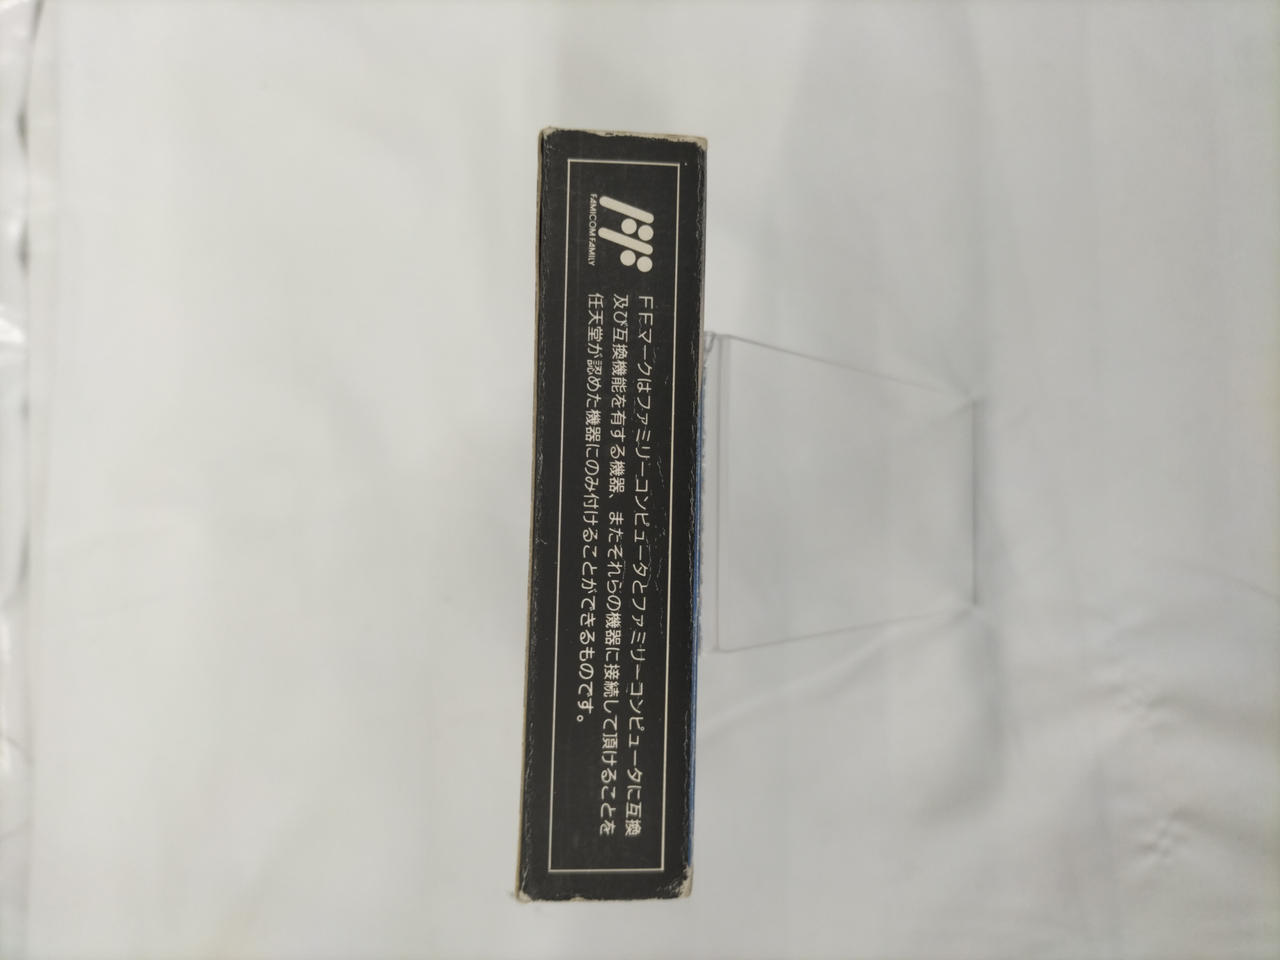 FAMICOM FAMILY
FFマークはファミリーコンピュータとファミリーコンピュータに互換
及び互換機能を有する機器、またそれらの機器に接続して頂けることを
任天堂が認めた機器にのみ付けることができるものです。